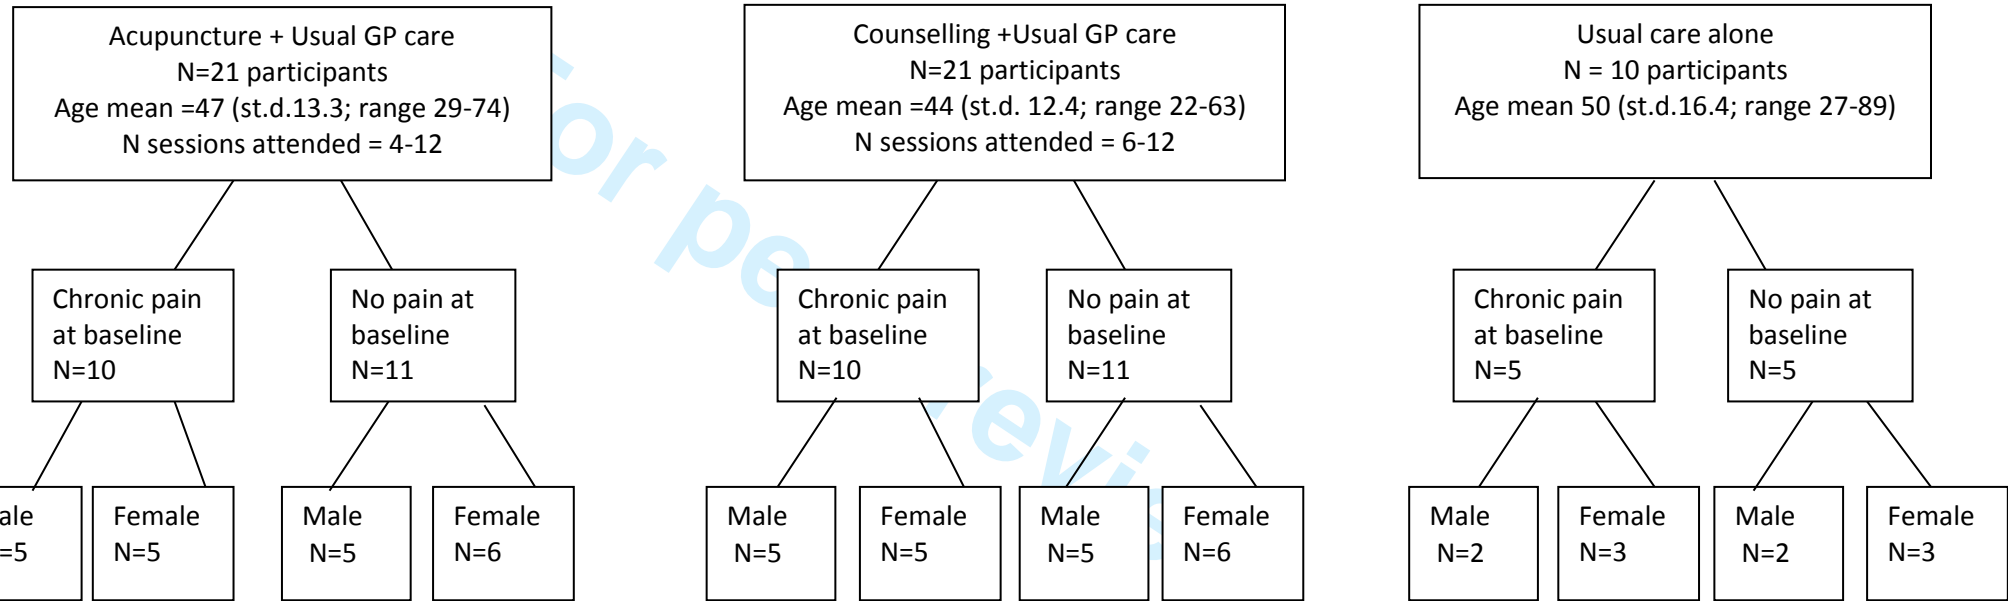 Acupuncture + Usual GP care
N=21 participants
Age mean =47 (st.d.13.3; range 29-74)
N sessions attended = 4-12
Counselling +Usual GP care
N=21 participants
Age mean =44 (st.d. 12.4; range 22-63)
N sessions attended = 6-12
Usual care alone
N = 10 participants
Age mean 50 (st.d.16.4; range 27-89)
Chronic pain
at baseline
N=10
No pain at
baseline
N=11
Chronic pain
at baseline
N=10
No pain at
baseline
N=11
Chronic pain
at baseline
N=5
No pain at
baseline
N=5
ale
=5
Female
N=5
Male
N=5
Female
N=6
Male
N=5
Female
N=5
Male
N=5
Female
N=6
Male
N=2
Female
N=3
Male
N=2
Female
N=3
For pe